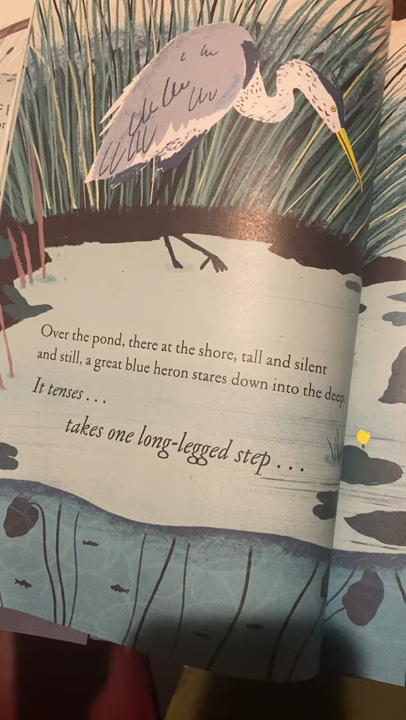 Over the pond, there at the shore, tall and silent
and still, a great blue heron stares down into the deep.
It tenses . . .
takes one long-legged step . . .